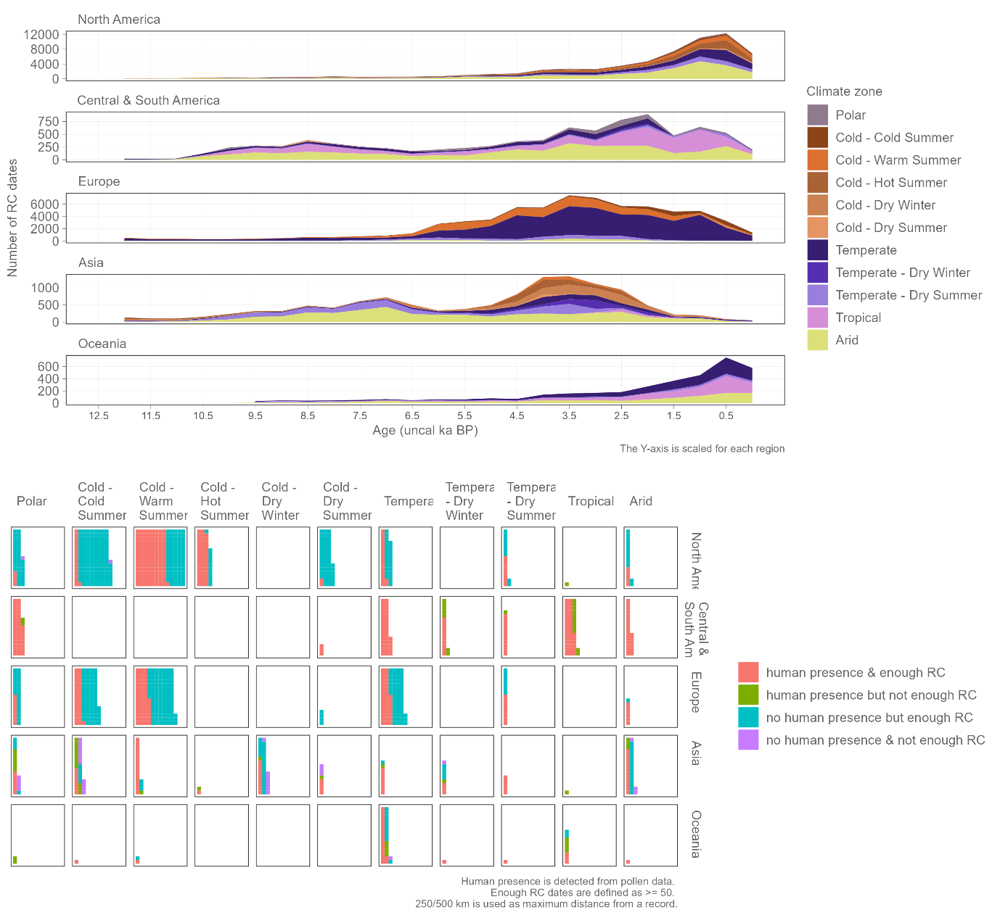 North America
12000
8000
4000
0
Central & South America
750
500
250
0
Europe
6000
4000
2000
0
Asia
1000
500
0
Oceania
600
400
200
0
Number of RC dates
12.5 11.5 10.5 9.5 8.5 7.5 6.5 5.5 4.5 3.5 2.5 1.5 0.5
Age (uncal ka BP)
The Y-axis is scaled for each region
Climate zone
Polar
Cold - Cold Summer
Cold - Warm Summer
Cold - Hot Summer
Cold - Dry Winter
Cold - Dry Summer
Temperate
Temperate - Dry Winter
Temperate - Dry Summer
Tropical
Arid
Polar
Cold -
Cold
Summer
Cold -
Warm
Summer
Cold -
Hot
Summer
Cold -
Dry
Winter
Cold -
Dry
Summer
Tempera
Tempera
- Dry
Winter
Tempera
- Dry
Summer
Tropical
Arid
North Ame
Central &
South Am
Europe
Asia
Oceania
human presence & enough RC
human presence but not enough RC
no human presence but enough RC
no human presence & not enough RC
Human presence is detected from pollen data.
Enough RC dates are defined as >= 50.
250/500 km is used as maximum distance from a record.